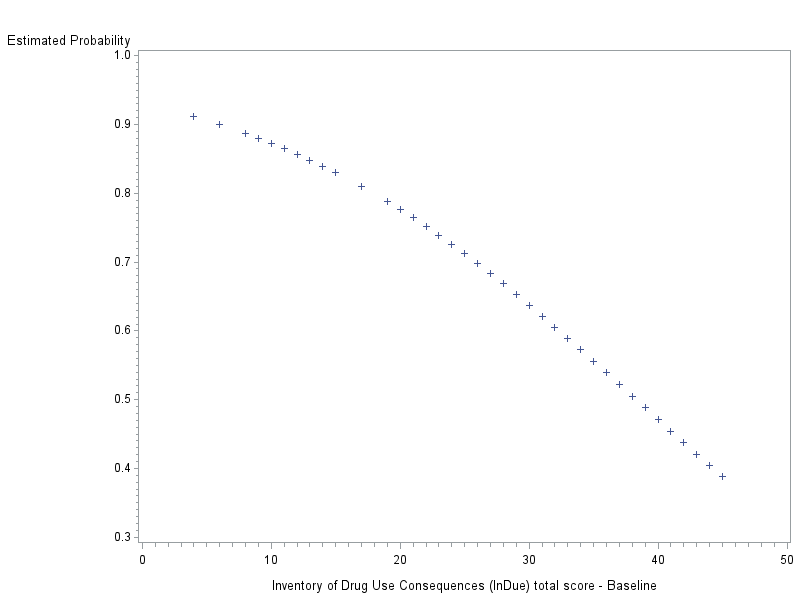 Estimated Probability
1.0
0.9
0.8
0.7
0.6
0.5
0.4
0.3
0 10 20 30 40 50
Inventory of Drug Use Consequences (InDue) total score - Baseline